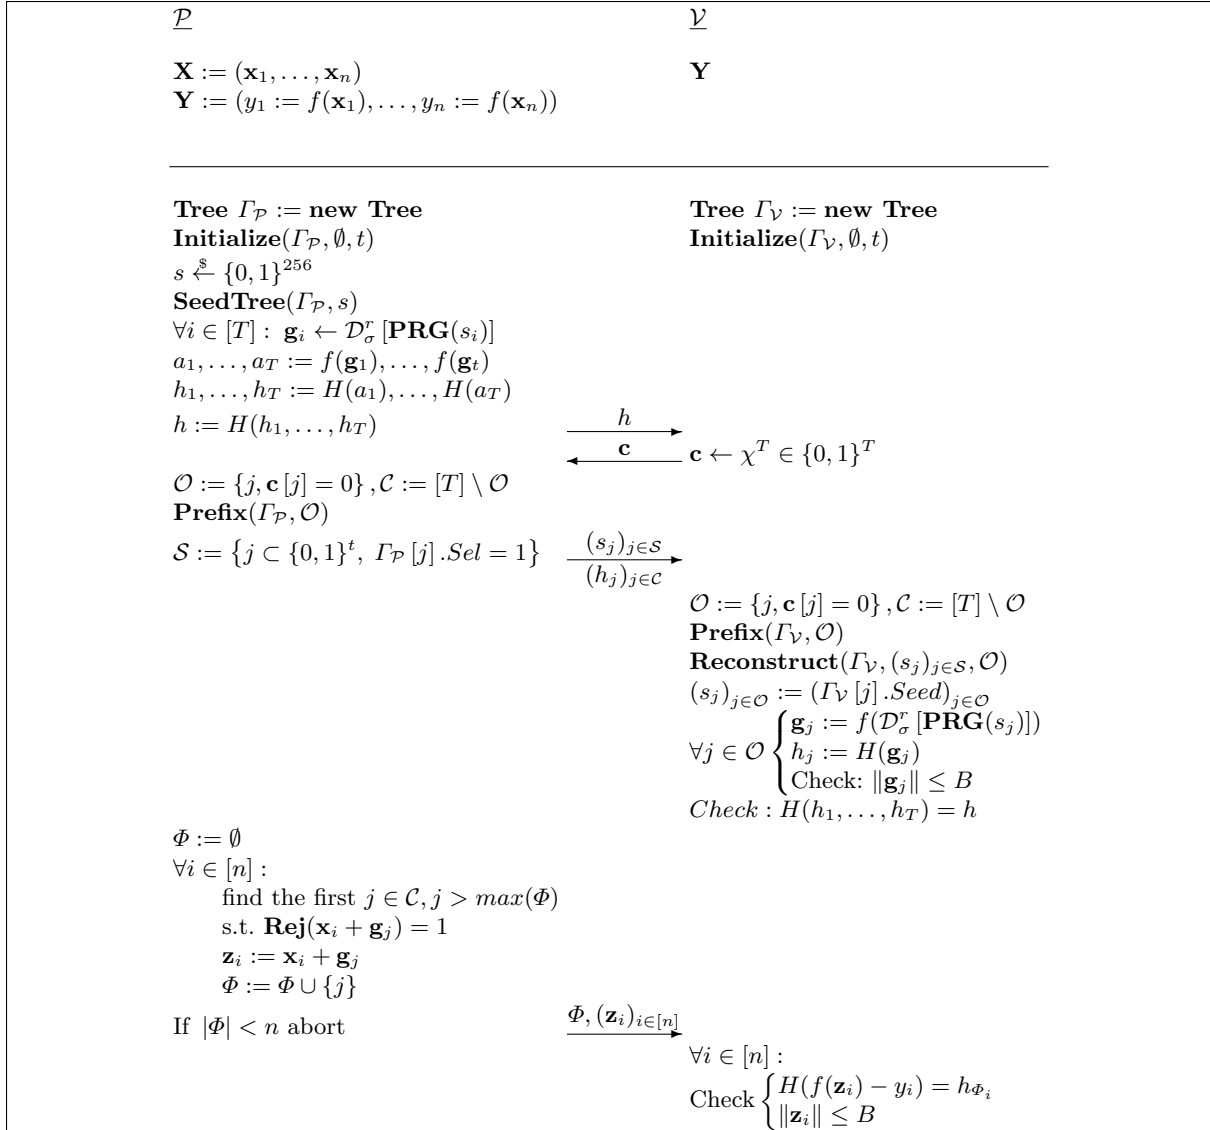 𝒫 𝒱
𝐗 := (𝐱₁, . . . , 𝐱ₙ) 𝐘
𝐘 := (y₁ := f(𝐱₁), . . . , yₙ := f(𝐱ₙ))
Tree Γ_𝒫 := new Tree Tree Γ_𝒱 := new Tree
Initialize(Γ_𝒫, ∅, t) Initialize(Γ_𝒱, ∅, t)
s ←$ {0, 1}²⁵⁶
SeedTree(Γ_𝒫, s)
∀i ∈ [T] : 𝐠ᵢ ← 𝒟_σ^r [PRG(sᵢ)]
a₁, . . . , a_T := f(𝐠₁), . . . , f(𝐠ₜ)
h₁, . . . , h_T := H(a₁), . . . , H(a_T)
h := H(h₁, . . . , h_T) h
𝐜 𝐜 ← χ^T ∈ {0, 1}^T
𝒪 := {j, 𝐜 [j] = 0} , 𝒞 := [T] \ 𝒪
Prefix(Γ_𝒫, 𝒪)
𝒮 := {j ⊂ {0, 1}^t, Γ_𝒫 [j] .Sel = 1} (s_j)_{j∈𝒮}
(h_j)_{j∈𝒞}
𝒪 := {j, 𝐜 [j] = 0} , 𝒞 := [T] \ 𝒪
Prefix(Γ_𝒱, 𝒪)
Reconstruct(Γ_𝒱, (s_j)_{j∈𝒮}, 𝒪)
(s_j)_{j∈𝒪} := (Γ_𝒱 [j] .Seed)_{j∈𝒪}
𝐠_j := f(𝒟_σ^r [PRG(s_j)])
∀j ∈ 𝒪 { h_j := H(𝐠_j)
Check: ‖𝐠_j‖ ≤ B
Check : H(h₁, . . . , h_T) = h
Φ := ∅
∀i ∈ [n] :
find the first j ∈ 𝒞, j > max(Φ)
s.t. Rej(𝐱ᵢ + 𝐠_j) = 1
𝐳ᵢ := 𝐱ᵢ + 𝐠_j
Φ := Φ ∪ {j}
If |Φ| < n abort Φ, (𝐳ᵢ)_{i∈[n]}
∀i ∈ [n] :
Check { H(f(𝐳ᵢ) − yᵢ) = h_{Φᵢ}
‖𝐳ᵢ‖ ≤ B